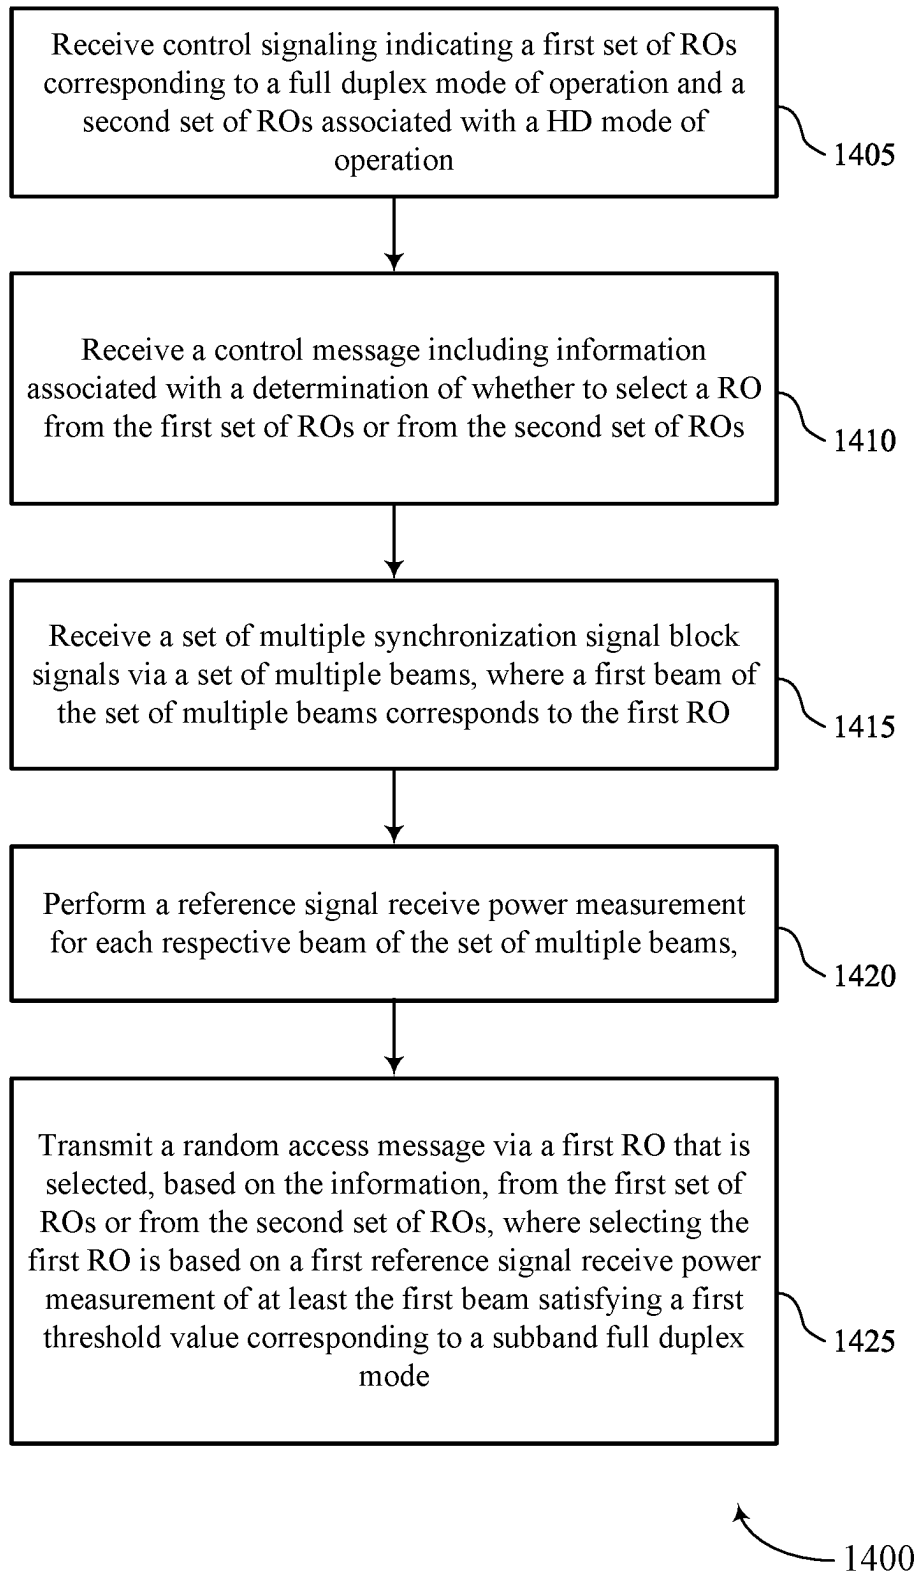 Receive control signaling indicating a first set of ROs
corresponding to a full duplex mode of operation and a
second set of ROs associated with a HD mode of
operation
1405
Receive a control message including information
associated with a determination of whether to select a RO
from the first set of ROs or from the second set of ROs
1410
Receive a set of multiple synchronization signal block
signals via a set of multiple beams, where a first beam of
the set of multiple beams corresponds to the first RO
1415
Perform a reference signal receive power measurement
for each respective beam of the set of multiple beams,
1420
Transmit a random access message via a first RO that is
selected, based on the information, from the first set of
ROs or from the second set of ROs, where selecting the
first RO is based on a first reference signal receive power
measurement of at least the first beam satisfying a first
threshold value corresponding to a subband full duplex
mode
1425
1400